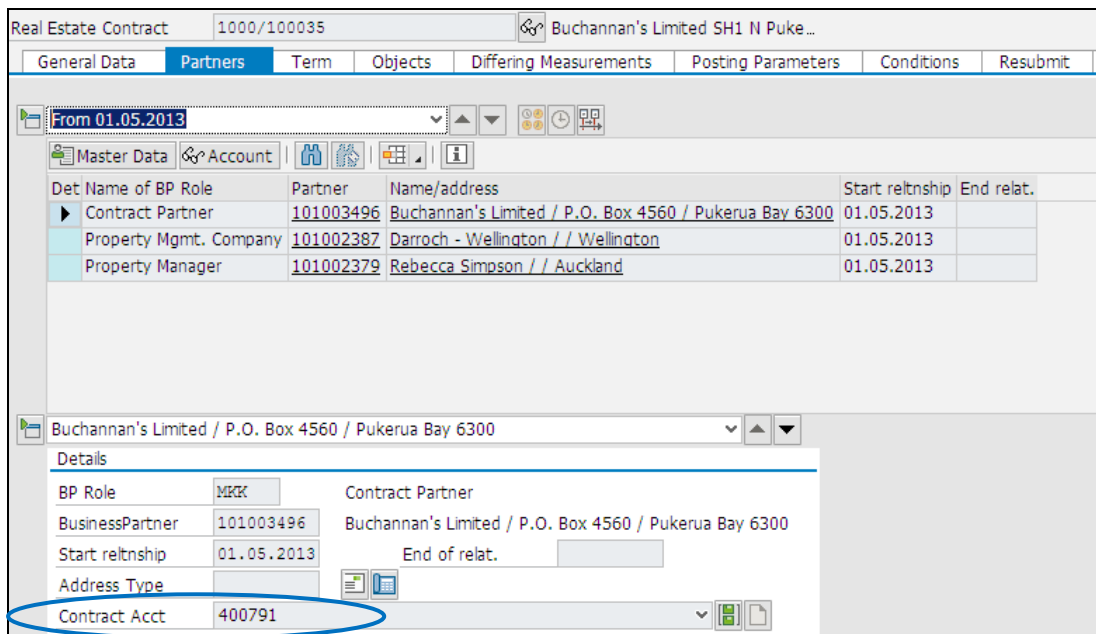 Real Estate Contract 1000/100035 Buchannan's Limited SH1 N Puke...
General Data Partners Term Objects Differing Measurements Posting Parameters Conditions Resubmit
From 01.05.2013
Master Data Account
Det Name of BP Role Partner Name/address Start reltnship End relat.
Contract Partner 101003496 Buchannan's Limited / P.O. Box 4560 / Pukerua Bay 6300 01.05.2013
Property Mgmt. Company 101002387 Darroch - Wellington / / Wellington 01.05.2013
Property Manager 101002379 Rebecca Simpson / / Auckland 01.05.2013
Buchannan's Limited / P.O. Box 4560 / Pukerua Bay 6300
Details
BP Role MKK Contract Partner
BusinessPartner 101003496 Buchannan's Limited / P.O. Box 4560 / Pukerua Bay 6300
Start reltnship 01.05.2013 End of relat.
Address Type
Contract Acct 400791